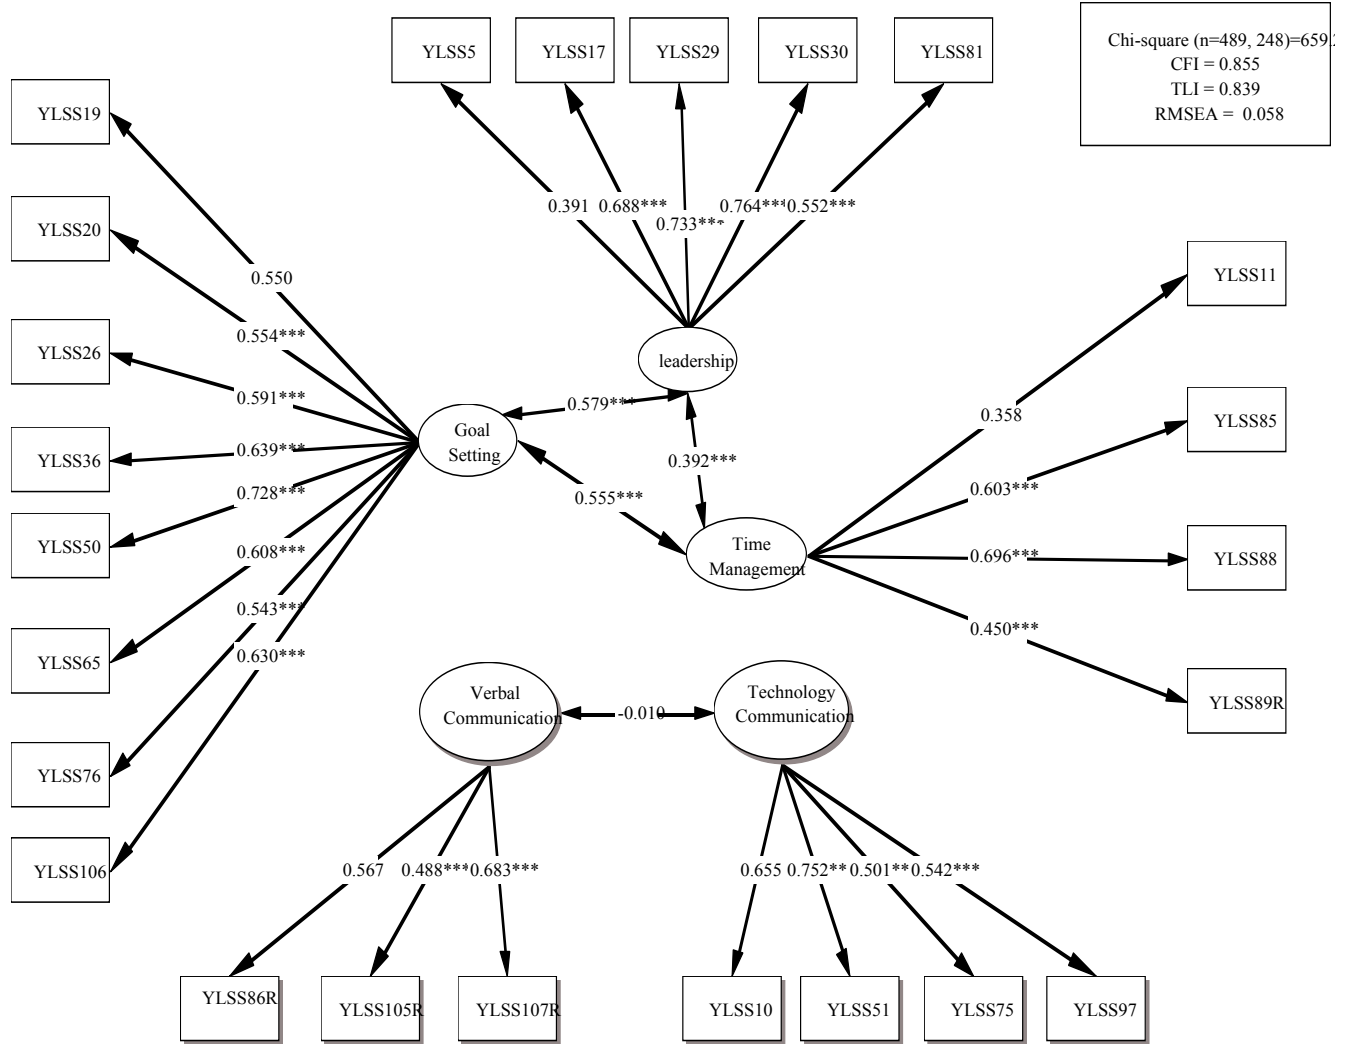 YLSS5
YLSS17
YLSS29
YLSS30
YLSS81
Chi-square (n=489, 248)=659.2
CFI = 0.855
TLI = 0.839
RMSEA = 0.058
YLSS19
YLSS20
YLSS26
YLSS36
YLSS50
YLSS65
YLSS76
YLSS106
0.550
0.554***
0.591***
0.639***
0.728***
0.608***
0.543***
0.630***
0.391
0.688***
0.733***
0.764***
0.552***
leadership
Goal
Setting
0.579***
0.392***
0.555***
Time
Management
0.358
0.603***
0.696***
0.450***
YLSS11
YLSS85
YLSS88
YLSS89R
Verbal
Communication
-0.010
Technology
Communication
0.567
0.488***
0.683***
0.655
0.752**
0.501**
0.542***
YLSS86R
YLSS105R
YLSS107R
YLSS10
YLSS51
YLSS75
YLSS97